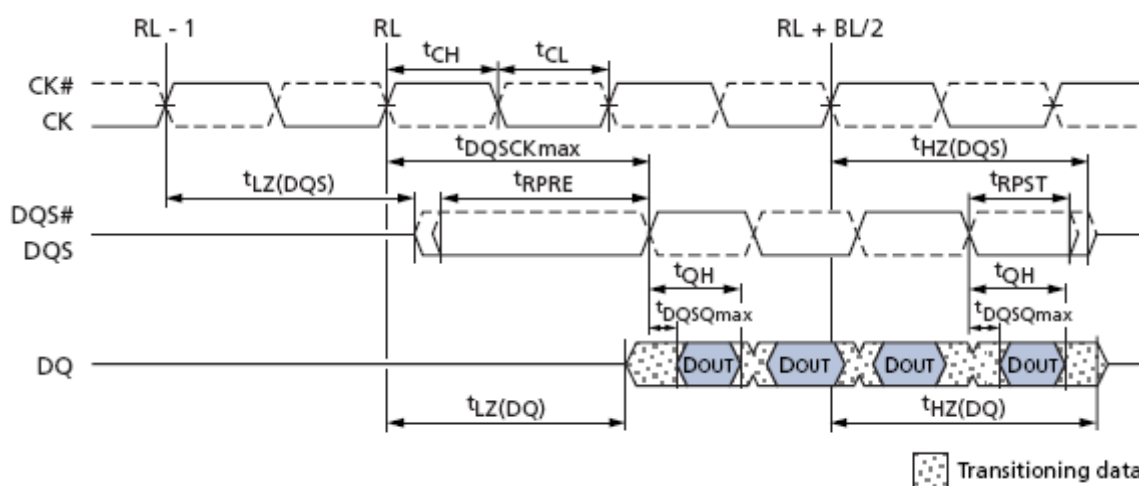 RL - 1 RL RL + BL/2
tCH tCL
CK#
CK
tDQSCKmax tHZ(DQS)
tLZ(DQS) tRPRE tRPST
DQS#
DQS
tQH tQH
tDQSQmax tDQSQmax
DQ DOUT DOUT DOUT DOUT
tLZ(DQ) tHZ(DQ)
Transitioning data